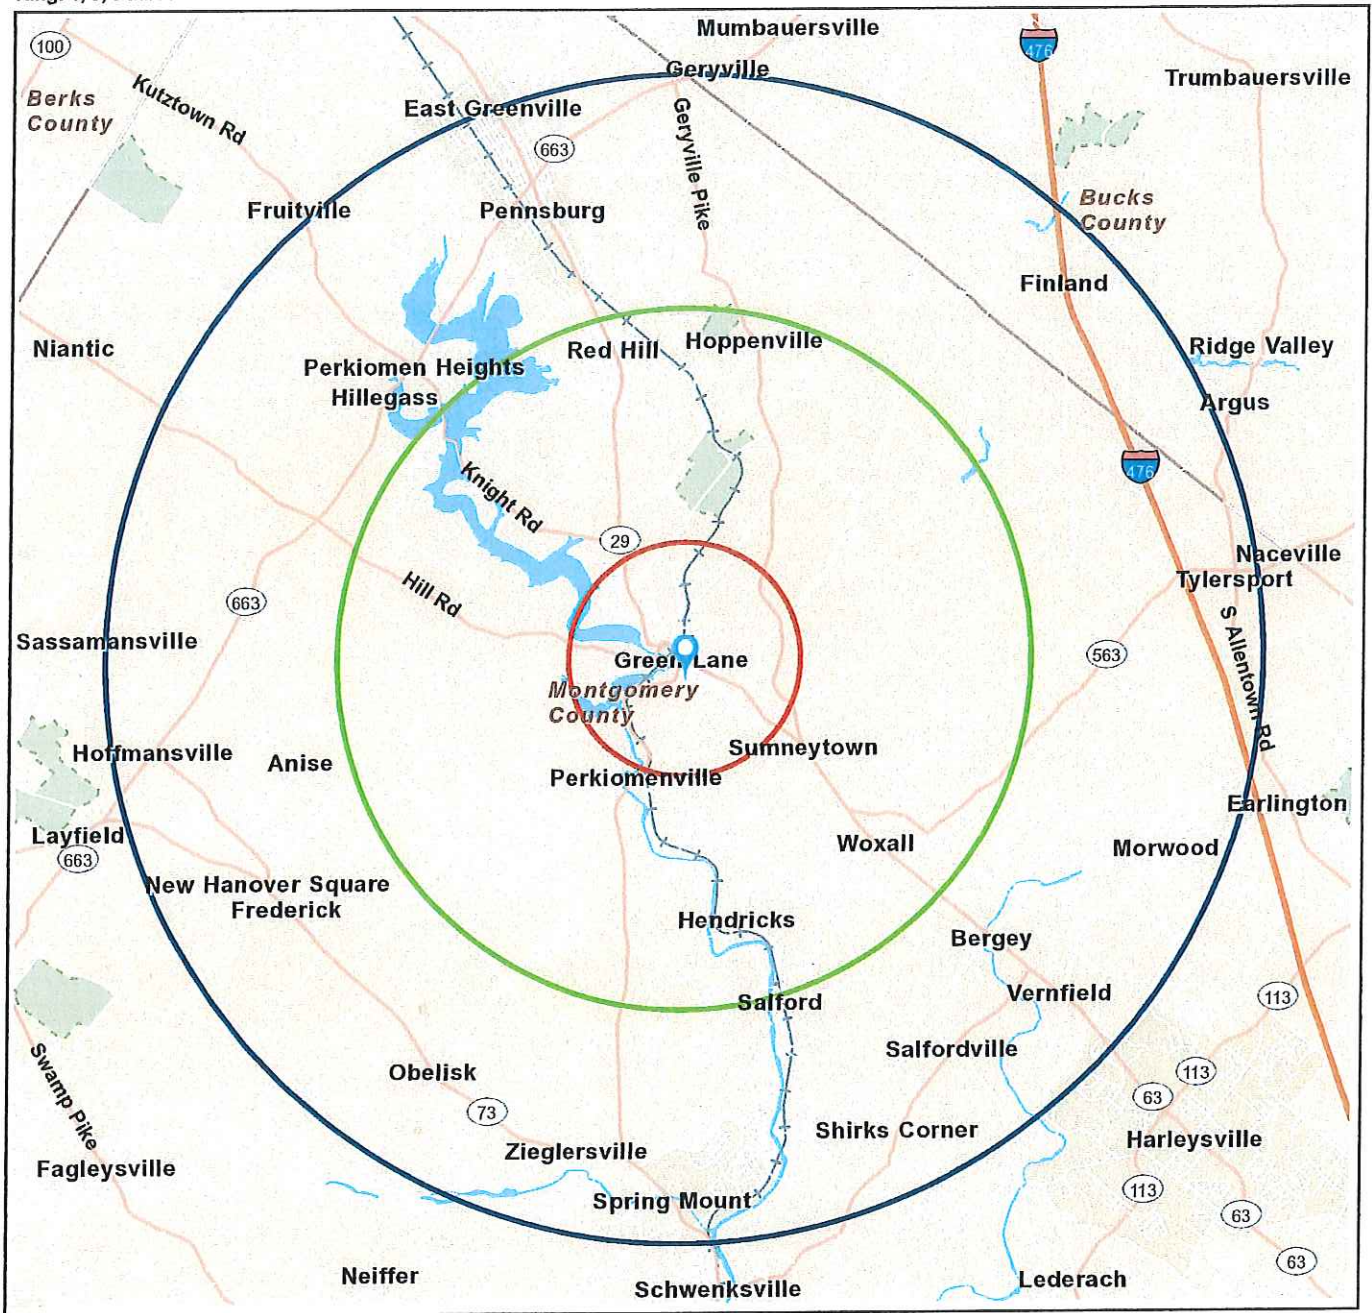 Mumbauersville
476
100
Geryville
Trumbauersville
Berks
County
Kutztown Rd
East Greenville
663
Geryville Pike
Bucks
County
Fruityville
Pennsburg
Finland
Niantic
Red Hill
Hoppenville
Ridge Valley
Perkiomen Heights
Hillegass
Argus
476
Knight Rd
29
Naceville
Tylersport
Hill Rd
663
Sassamansville
S Allentown Rd
563
Green Lane
Montgomery
County
Hoffmansville
Anise
Sumneytown
Perkiomenville
Earlington
Layfield
663
Woxall
Morwood
New Hanover Square
Frederick
Hendricks
Bergey
Vernfield
113
Salford
Salfordville
Swamp Pike
Obelisk
113
63
73
Shirks Corner
Harleysville
Zieglersville
Fagleysville
113
Spring Mount
63
63
Neiffer
Lederach
Schwenksville